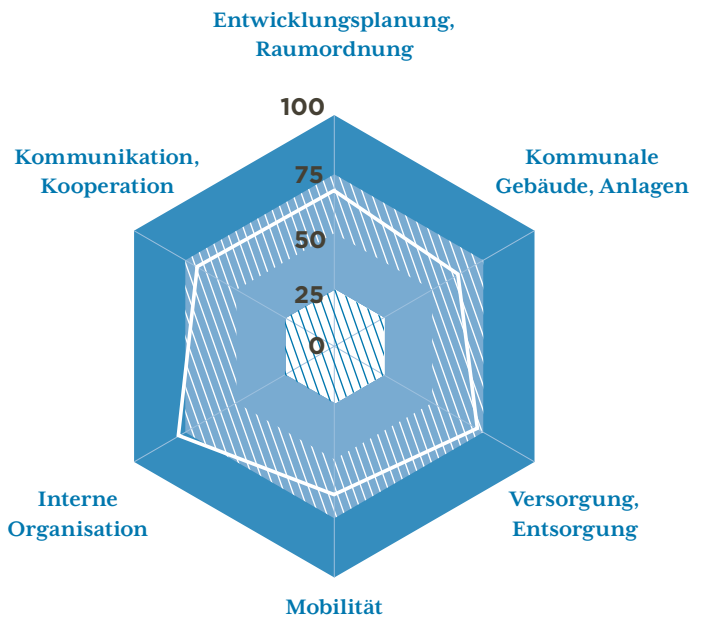 Entwicklungsplanung,
Raumordnung
100
Kommunikation,
Kooperation
Kommunale
Gebäude, Anlagen
75
50
25
0
Interne
Organisation
Versorgung,
Entsorgung
Mobilität